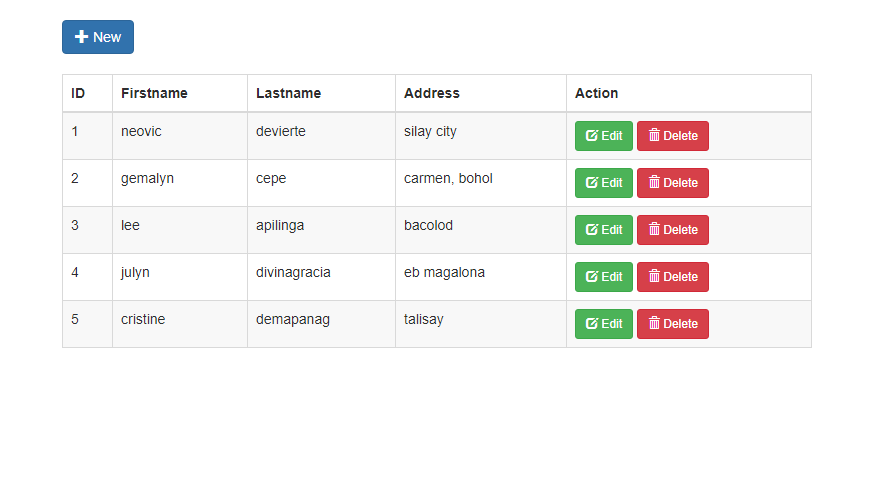 New
ID Firstname Lastname Address Action
1 neovic devierte silay city Edit Delete
2 gemalyn cepe carmen, bohol Edit Delete
3 lee apilinga bacolod Edit Delete
4 julyn divinagracia eb magalona Edit Delete
5 cristine demapanag talisay Edit Delete